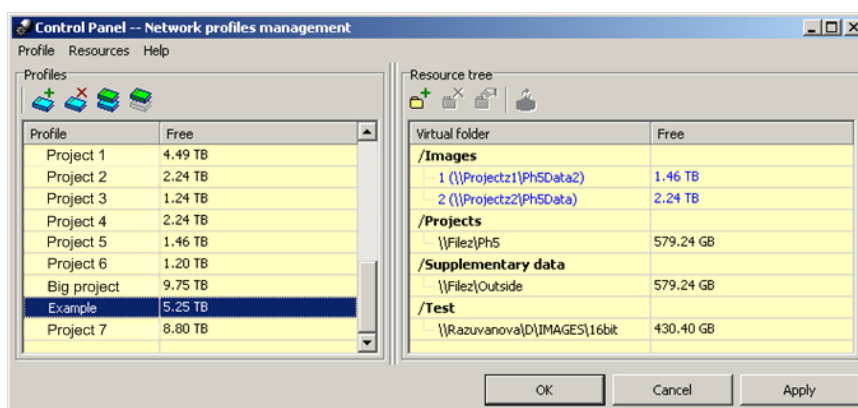 Control Panel -- Network profiles management
Profile Resources Help
Profiles
Profile Free
Project 1 4.49 TB
Project 2 2.24 TB
Project 3 1.24 TB
Project 4 2.24 TB
Project 5 1.46 TB
Project 6 1.20 TB
Big project 9.75 TB
Example 5.25 TB
Project 7 8.80 TB
Resource tree
Virtual folder Free
/Images
1 (\\Projectz1\Ph5Data2) 1.46 TB
2 (\\Projectz2\Ph5Data) 2.24 TB
/Projects
\\Filez\Ph5 579.24 GB
/Supplementary data
\\Filez\Outside 579.24 GB
/Test
\\Razuvanova\D\IMAGES\16bit 430.40 GB
OK Cancel Apply